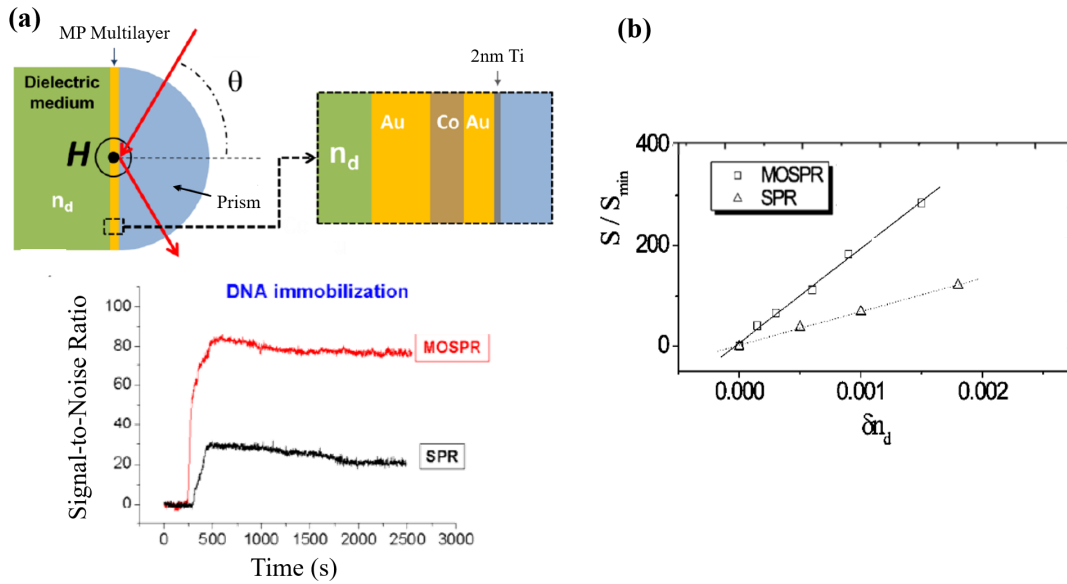 (a)
MP Multilayer
Dielectric
medium
θ
H
n_d
Prism
2nm Ti
n_d
Au
Co
Au
DNA immobilization
Signal-to-Noise Ratio
100
80
60
40
20
0
MOSPR
SPR
0 500 1000 1500 2000 2500 3000
Time (s)
(b)
S / S_min
400
200
0
MOSPR
SPR
0.000 0.001 0.002
δn_d